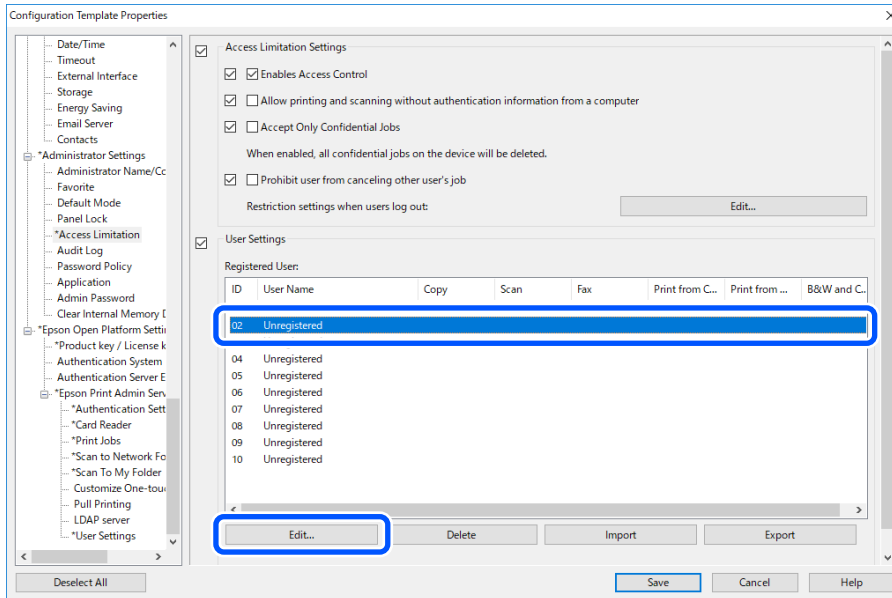 Configuration Template Properties
Date/Time
Timeout
External Interface
Storage
Energy Saving
Email Server
Contacts
*Administrator Settings
Administrator Name/Cc
Favorite
Default Mode
Panel Lock
*Access Limitation
Audit Log
Password Policy
Application
Admin Password
Clear Internal Memory
*Epson Open Platform Settin
*Product key / License k
Authentication System
Authentication Server E
*Epson Print Admin Serv
*Authentication Sett
*Card Reader
*Print Jobs
*Scan to Network Fo
*Scan To My Folder
Customize One-touc
Pull Printing
LDAP server
*User Settings
Access Limitation Settings
Enables Access Control
Allow printing and scanning without authentication information from a computer
Accept Only Confidential Jobs
When enabled, all confidential jobs on the device will be deleted.
Prohibit user from canceling other user's job
Restriction settings when users log out: Edit...
User Settings
Registered User:
ID User Name Copy Scan Fax Print from C... Print from ... B&W and C..
02 Unregistered
04 Unregistered
05 Unregistered
06 Unregistered
07 Unregistered
08 Unregistered
09 Unregistered
10 Unregistered
Edit... Delete Import Export
Deselect All Save Cancel Help